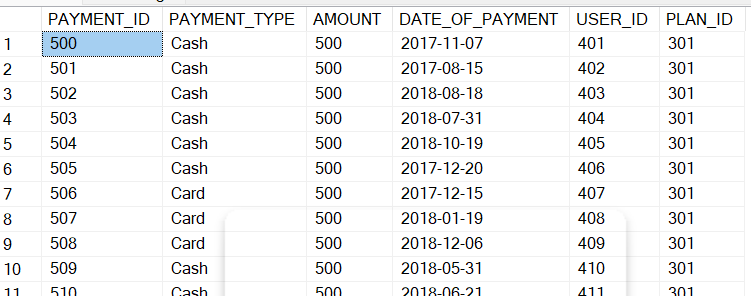 PAYMENT_ID PAYMENT_TYPE AMOUNT DATE_OF_PAYMENT USER_ID PLAN_ID
1 500 Cash 500 2017-11-07 401 301
2 501 Cash 500 2017-08-15 402 301
3 502 Cash 500 2018-08-18 403 301
4 503 Cash 500 2018-07-31 404 301
5 504 Cash 500 2018-10-19 405 301
6 505 Cash 500 2017-12-20 406 301
7 506 Card 500 2017-12-15 407 301
8 507 Card 500 2018-01-19 408 301
9 508 Card 500 2018-12-06 409 301
10 509 Cash 500 2018-05-31 410 301
11 510 Cash 500 2018-06-21 411 301